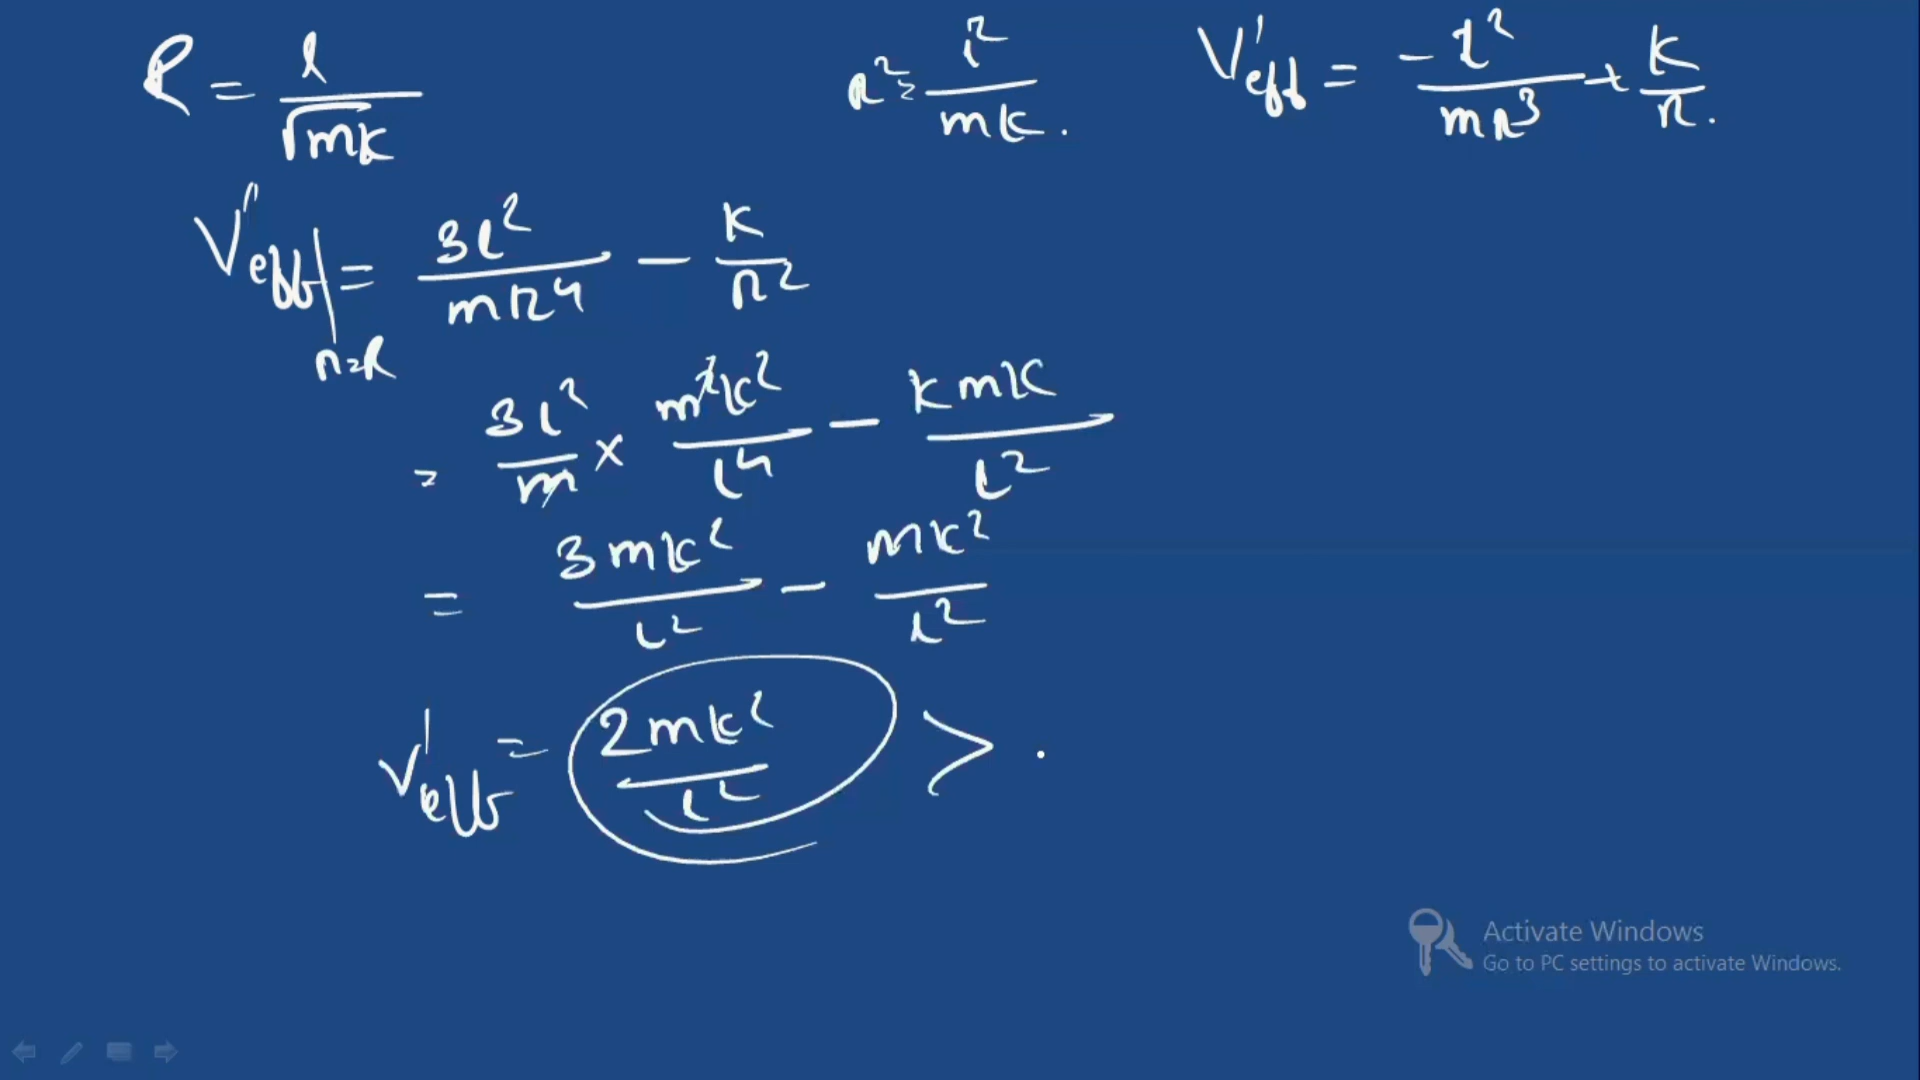 R = l / √mk r² = l² / mk . V'eff = -l² / mr³ + k / r .
V''eff | r=R = 3l² / mR⁴ - k / r²
= 3l² / m × m²k² / l⁴ - kmk / l²
= 3mk² / l² - mk² / l²
V'eff = 2mk² / l² > .
Activate Windows
Go to PC settings to activate Windows.